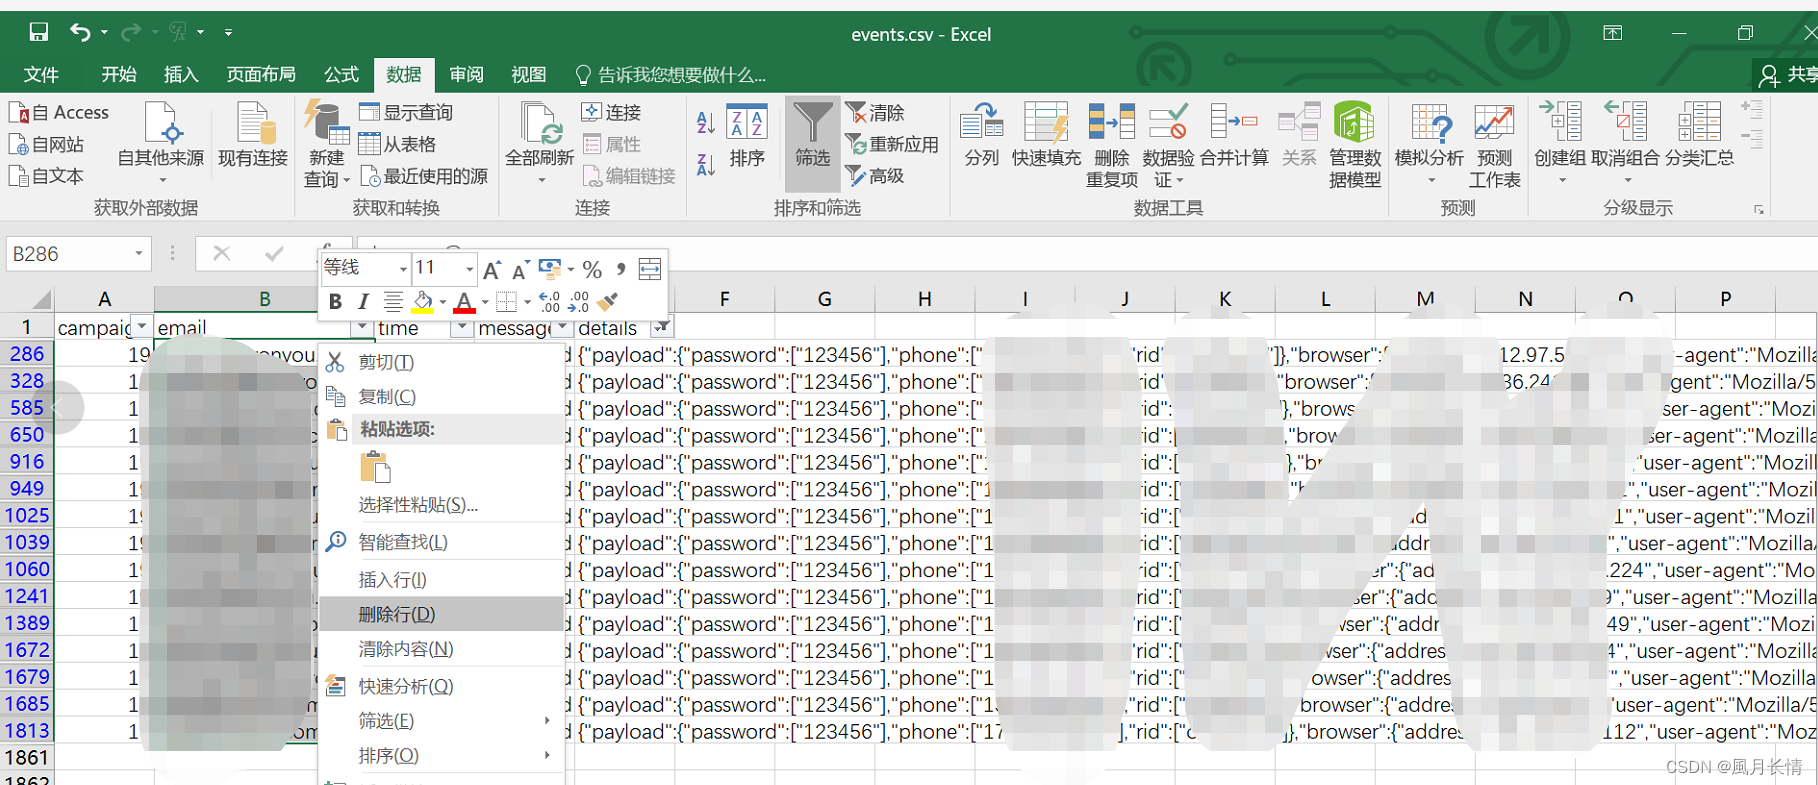 events.csv - Excel
文件 开始 插入 页面布局 公式 数据 审阅 视图 告诉我您想要做什么... 共享
自 Access
自网站
自文本
自其他来源
现有连接
获取外部数据
新建查询
显示查询
从表格
最近使用的源
获取和转换
全部刷新
连接
属性
编辑链接
连接
排序
筛选
清除
重新应用
高级
排序和筛选
分列
快速填充
删除重复项
数据验证
合并计算
关系
管理数据模型
数据工具
模拟分析
预测工作表
预测
创建组
取消组合
分类汇总
分级显示
B286
等线 11
A B F G H I J K L M N O P
1 campaig email time message details
286 19 onyou. d {"payload":{"password":["123456"],"phone":[" "rid" "]},"browser":{ 12.97.5 er-agent":"Mozilla/
328 1 d {"payload":{"password":["123456"],"phone":[" "rid" "browser":{ 36.24 gent":"Mozilla/5
585 1 d {"payload":{"password":["123456"],"phone":[" "rid": },"brows user-agent":"Mozi
650 1 d {"payload":{"password":["123456"],"phone":[" "rid":[ ,"brow ser-agent":"Mozilla
916 1 d {"payload":{"password":["123456"],"phone":["1 "rid":[ },"br ,"user-agent":"Mozill
949 19 d {"payload":{"password":["123456"],"phone":["1 "rid":[" "b ","user-agent":"Mozil
1025 19 d {"payload":{"password":["123456"],"phone":["1 "rid":[" ad 1","user-agent":"Mozil
1039 19 d {"payload":{"password":["123456"],"phone":["1 "rid":[" addr ","user-agent":"Mozilla/
1060 19 d {"payload":{"password":["123456"],"phone":["1 "rid":[" er":{"add .224","user-agent":"Mo
1241 19 d {"payload":{"password":["123456"],"phone":["1 "rid":[" wser":{"add 9","user-agent":"Mozilla
1389 1 d {"payload":{"password":["123456"],"phone":["1 "rid":[" owser":{"addr 49","user-agent":"Mozi
1672 1 d {"payload":{"password":["123456"],"phone":["1 "rid":[" wser":{"address 4","user-agent":"Mozilla
1679 1 d {"payload":{"password":["123456"],"phone":["1 "rid":[" owser":{"addres ","user-agent":"Mozilla/
1685 1 d {"payload":{"password":["123456"],"phone":["15 ,"rid":[" browser":{"addre "user-agent":"Mozilla/5
1813 1 om d {"payload":{"password":["123456"],"phone":["17 ],"rid":["c ]},"browser":{"addre 112","user-agent":"Mozill
1861
1862
剪切(T)
复制(C)
粘贴选项:
选择性粘贴(S)...
智能查找(L)
插入行(I)
删除行(D)
清除内容(N)
快速分析(Q)
筛选(E)
排序(O)
CSDN @風月长情